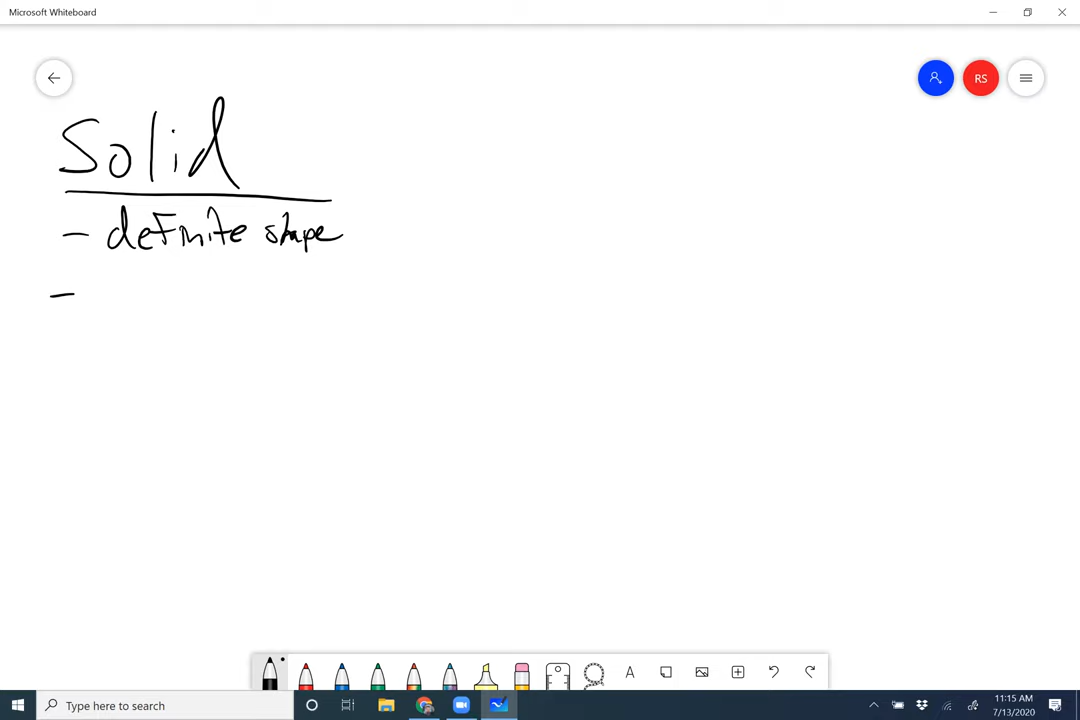 Microsoft Whiteboard
RS
Solid
- definite shape
-
A
Type here to search
11:15 AM
7/13/2020